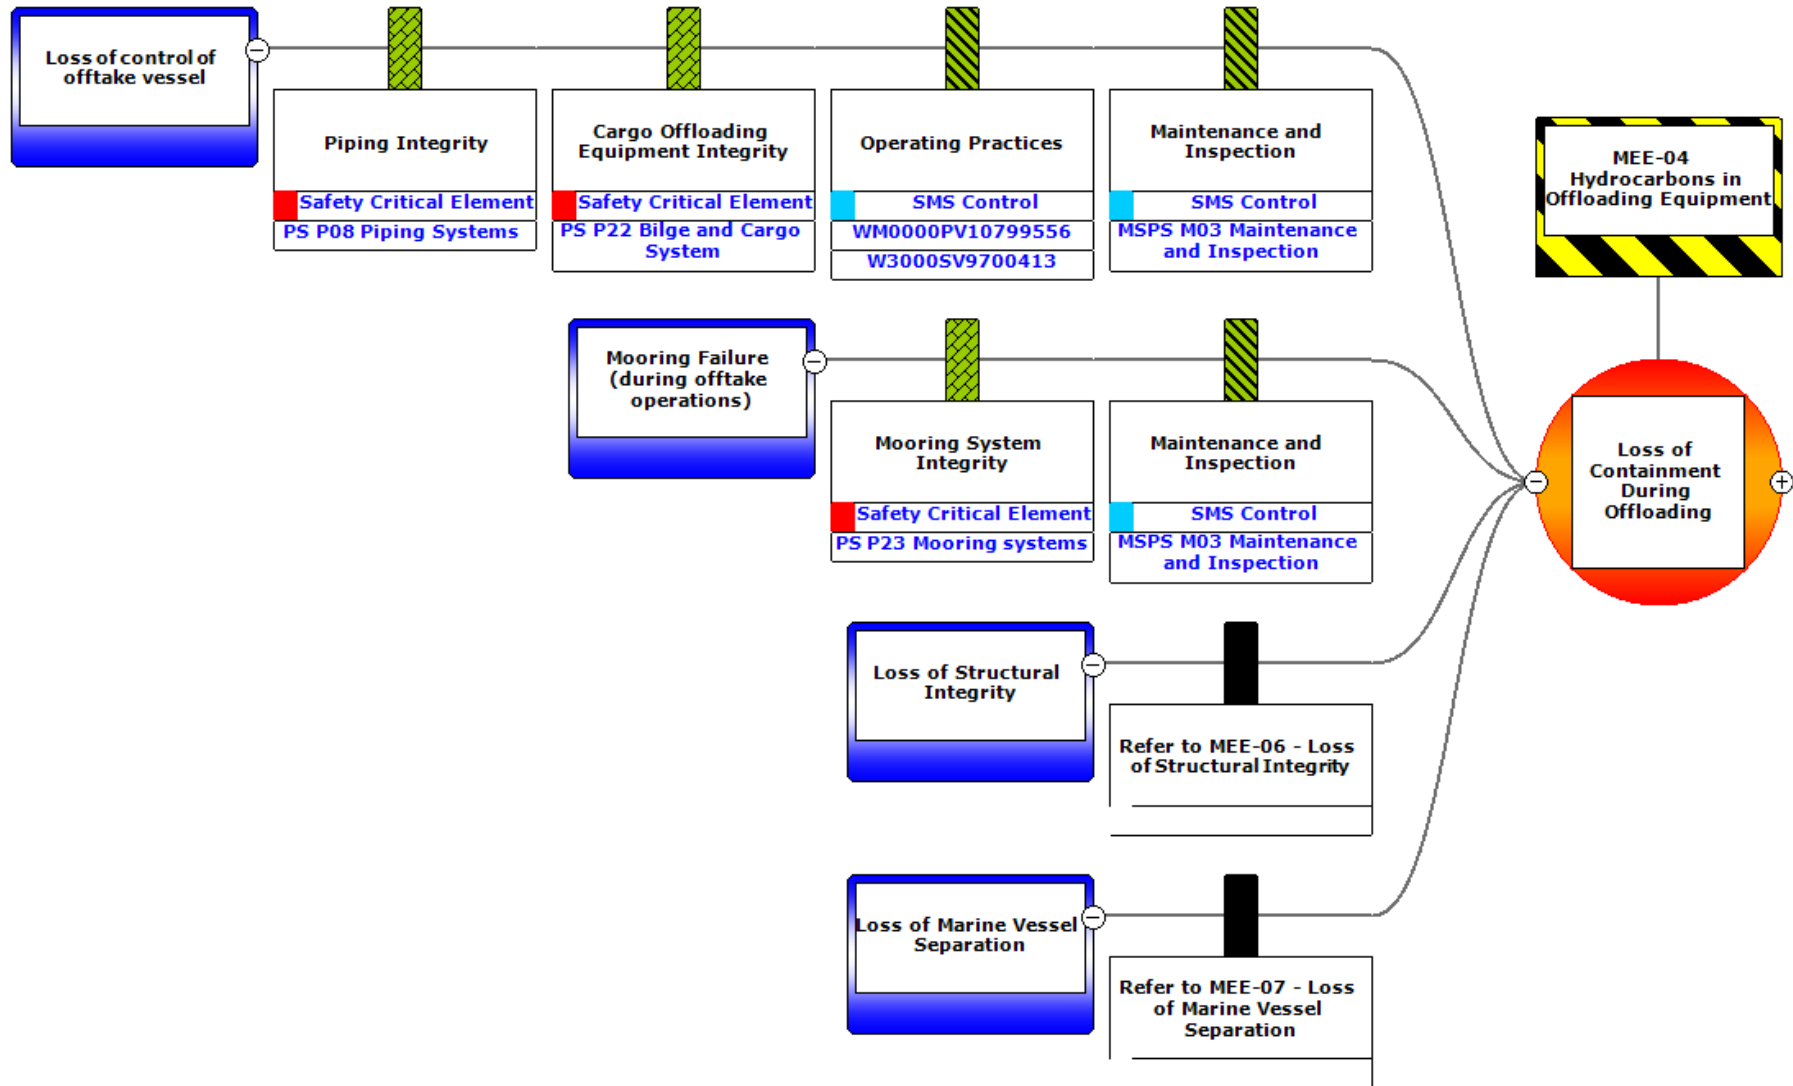 Loss of control of
offtake vessel
Piping Integrity
Safety Critical Element
PS P08 Piping Systems
Cargo Offloading
Equipment Integrity
Safety Critical Element
PS P22 Bilge and Cargo
System
Operating Practices
SMS Control
WM0000PV10799556
W3000SV9700413
Maintenance and
Inspection
SMS Control
MSPS M03 Maintenance
and Inspection
MEE-04
Hydrocarbons in
Offloading Equipment
Mooring Failure
(during offtake
operations)
Mooring System
Integrity
Safety Critical Element
PS P23 Mooring systems
Maintenance and
Inspection
SMS Control
MSPS M03 Maintenance
and Inspection
Loss of
Containment
During
Offloading
Loss of Structural
Integrity
Refer to MEE-06 - Loss
of Structural Integrity
Loss of Marine Vessel
Separation
Refer to MEE-07 - Loss
of Marine Vessel
Separation